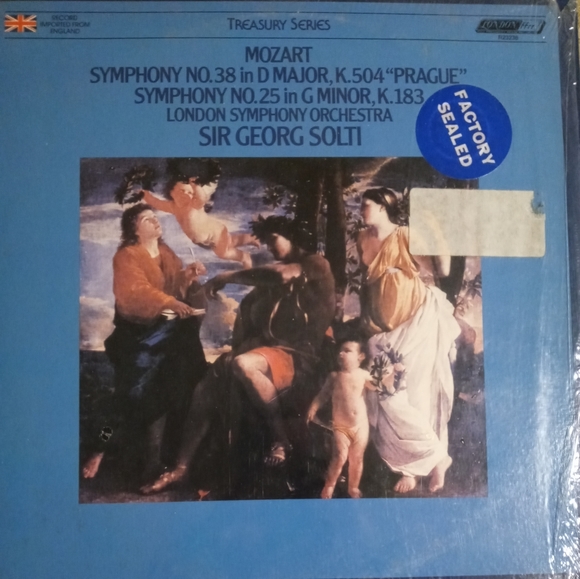 RECORD
IMPORTED FROM
ENGLAND
TREASURY SERIES
LONDON
MOZART
SYMPHONY NO.38 in D MAJOR, K.504 "PRAGUE"
SYMPHONY NO.25 in G MINOR, K.183
LONDON SYMPHONY ORCHESTRA
SIR GEORG SOLTI
FACTORY
SEALED